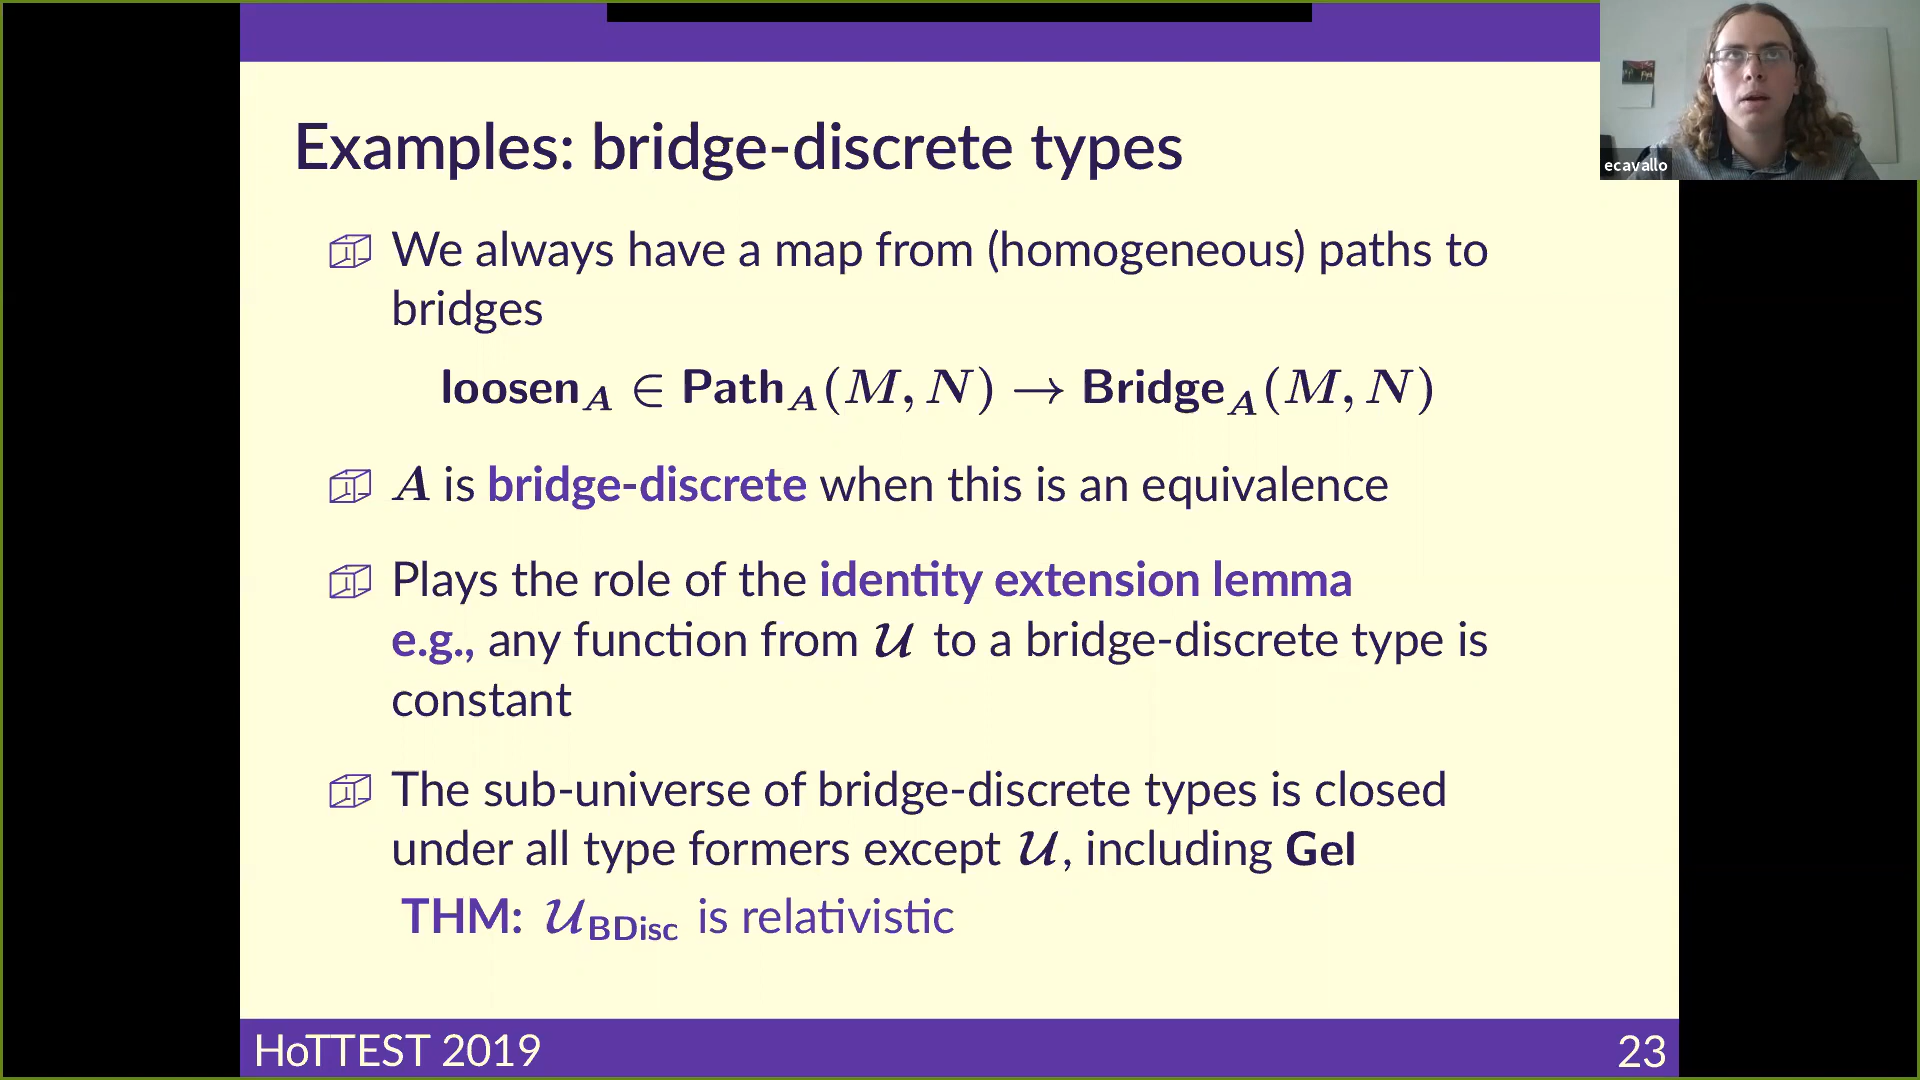 Examples: bridge-discrete types
We always have a map from (homogeneous) paths to
bridges
loosen_A ∈ Path_A(M, N) → Bridge_A(M, N)
A is bridge-discrete when this is an equivalence
Plays the role of the identity extension lemma
e.g., any function from 𝒰 to a bridge-discrete type is
constant
The sub-universe of bridge-discrete types is closed
under all type formers except 𝒰, including Gel
THM: 𝒰_BDisc is relativistic
HoTTEST 2019
23
ecavallo